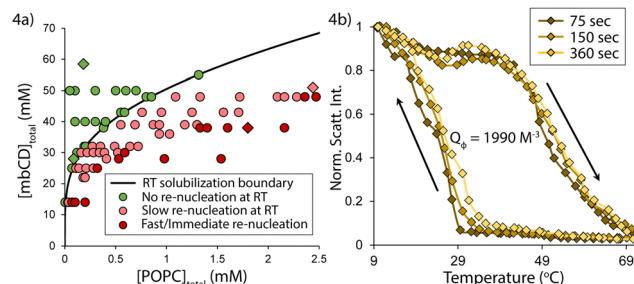 4a)
70
60
50
40
30
20
10
0
[mbCD]total (mM)
RT solubilization boundary
No re-nucleation at RT
Slow re-nucleation at RT
Fast/Immediate re-nucleation
0 0.5 1 1.5 2 2.5
[POPC]total (mM)
4b)
1
0.8
0.6
0.4
0.2
0
Norm. Scatt. Int.
75 sec
150 sec
360 sec
QΦ = 1990 M-3
9 29 49 69
Temperature (oC)